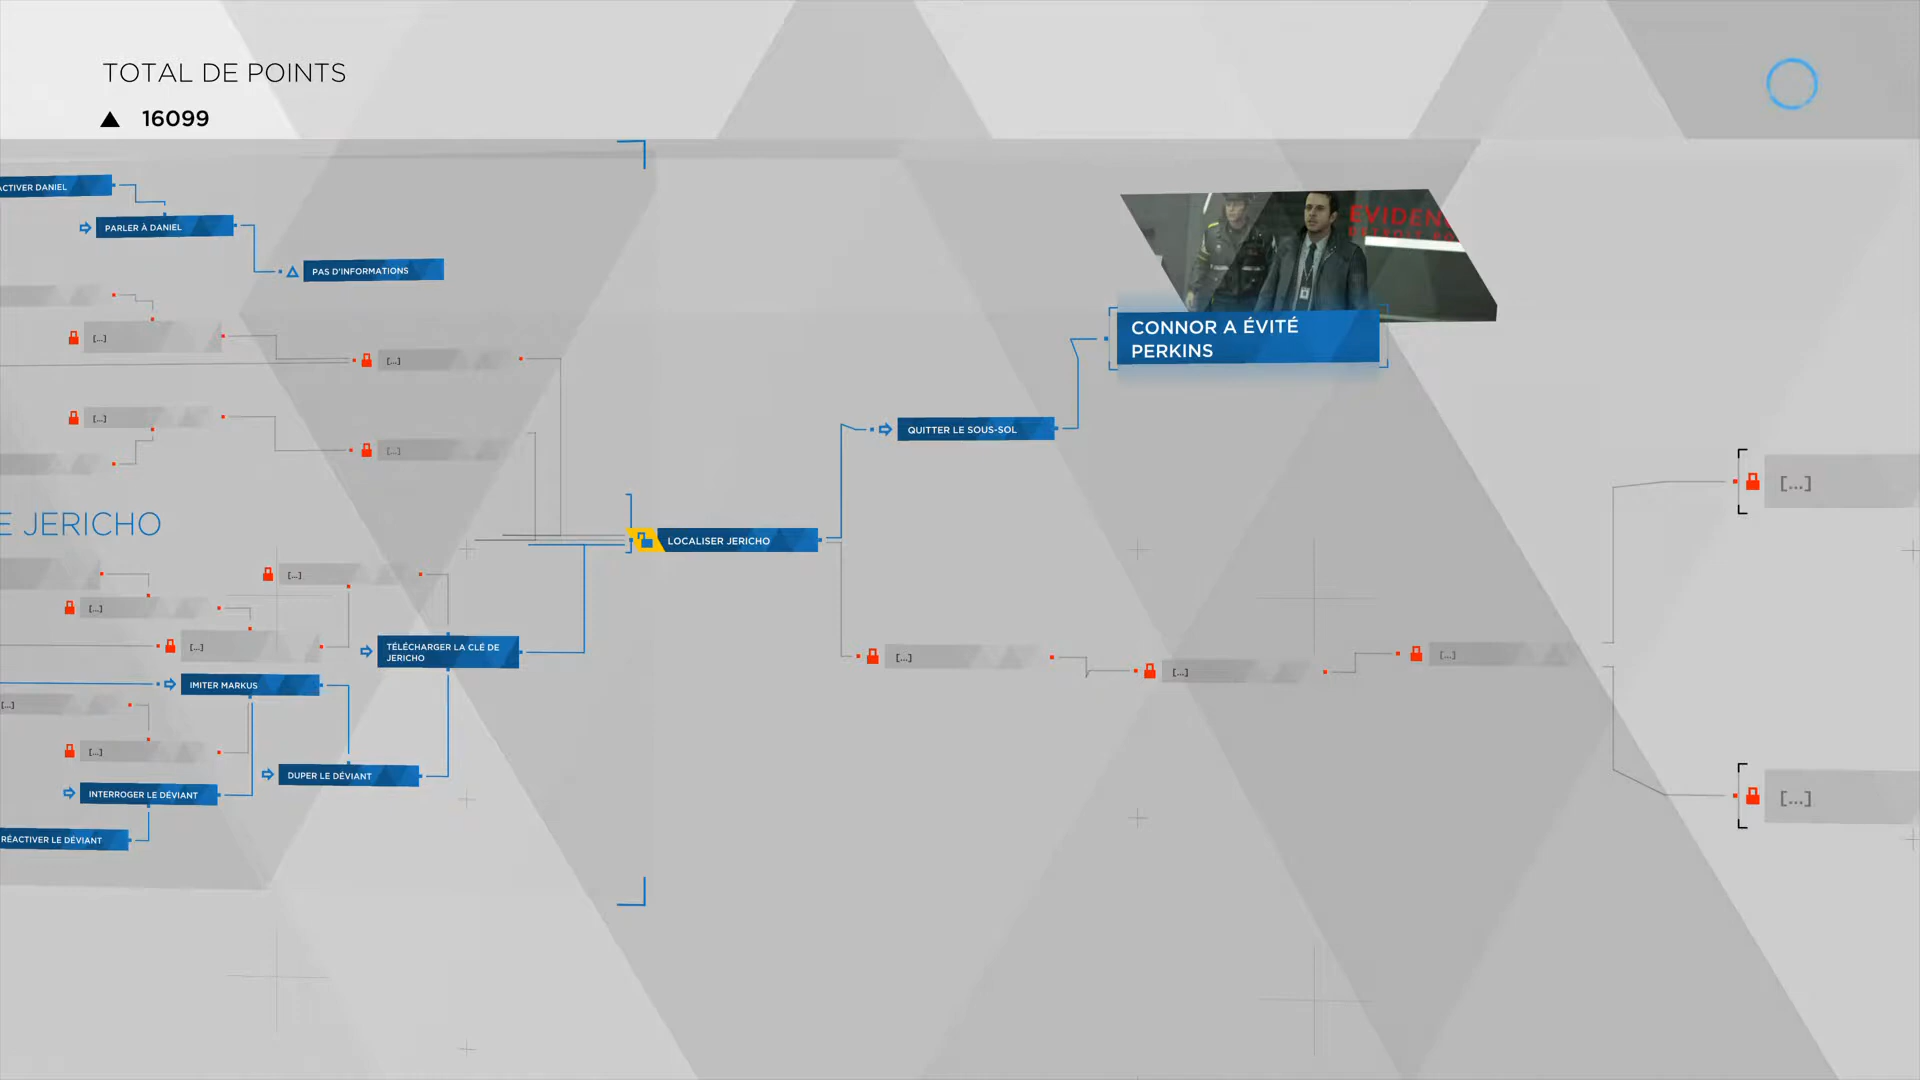 TOTAL DE POINTS
16099
ACTIVER DANIEL
PARLER À DANIEL
PAS D'INFORMATIONS
EVIDEN
CONNOR A ÉVITÉ
PERKINS
[...]
[...]
[...]
[...]
QUITTER LE SOUS-SOL
[...]
E JERICHO
LOCALISER JERICHO
[...]
[...]
[...]
TÉLÉCHARGER LA CLÉ DE
JERICHO
[...]
[...]
[...]
IMITER MARKUS
[...]
[...]
DUPER LE DÉVIANT
INTERROGER LE DÉVIANT
[...]
RÉACTIVER LE DÉVIANT